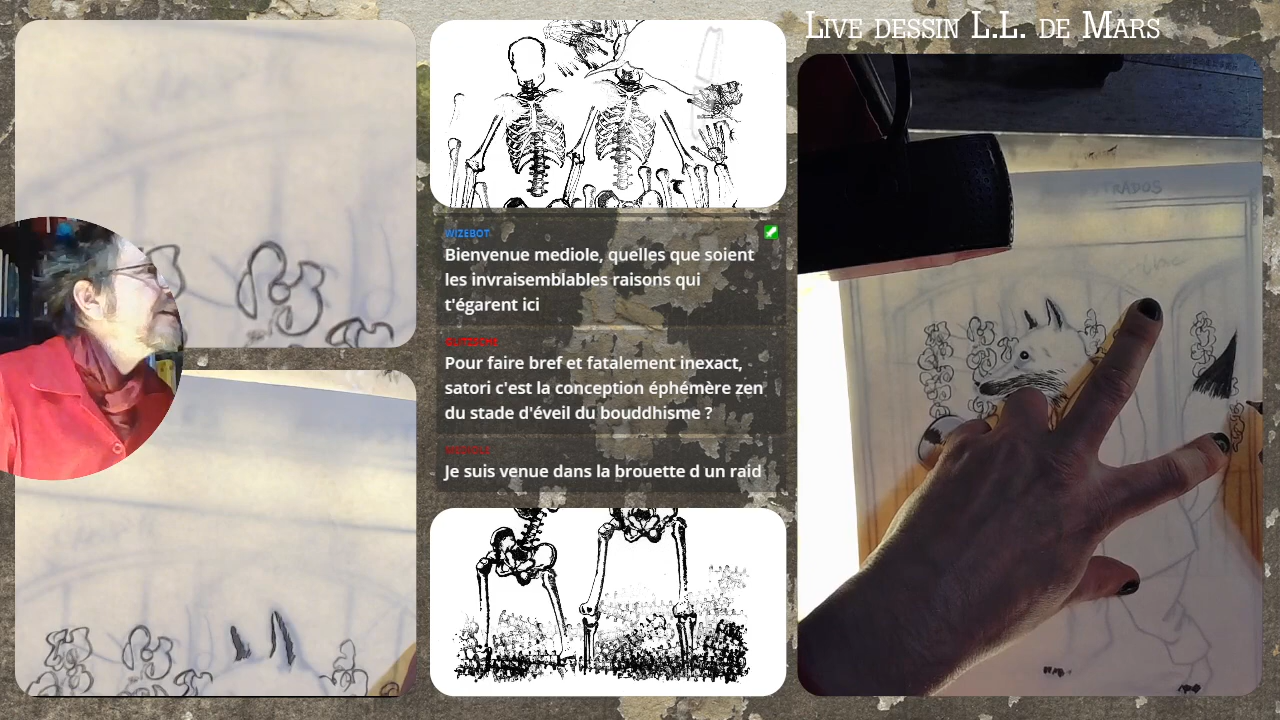 Live dessin L.L. de Mars
WIZEBOT
Bienvenue mediole, quelles que soient
les invraisemblables raisons qui
t'égarent ici
Pour faire bref et fatalement inexact,
satori c'est la conception éphémère zen
du stade d'éveil du bouddhisme ?
Je suis venue dans la brouette d un raid
TRADOS